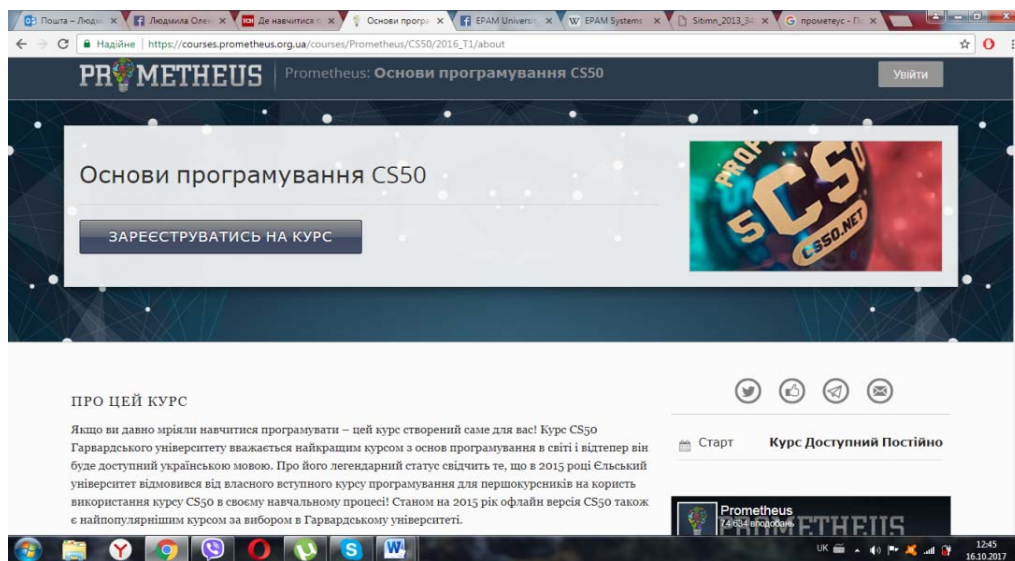 Пошта – Людм
Людмила Олек
Де навчитися п
Основи програ
EPAM Universit
EPAM Systems
Sitimn_2013_34
прометеус - По
Надійне
https://courses.prometheus.org.ua/courses/Prometheus/CS50/2016_T1/about
PROMETHEUS
Prometheus: Основи програмування CS50
Увійти
Основи програмування CS50
ЗАРЕЄСТРУВАТИСЬ НА КУРС
CS50
CS50.NET
ПРО ЦЕЙ КУРС
Якщо ви давно мріяли навчитися програмувати – цей курс створений саме для вас! Курс CS50
Гарвардського університету вважається найкращим курсом з основ програмування в світі і відтепер він
буде доступний українською мовою. Про його легендарний статус свідчить те, що в 2015 році Єльський
університет відмовився від власного вступного курсу програмування для першокурсників на користь
використання курсу CS50 в своєму навчальному процесі! Станом на 2015 рік офлайн версія CS50 також
є найпопулярнішим курсом за вибором в Гарвардському університеті.
Старт Курс Доступний Постійно
Prometheus
74 634 вподобань
PROMETHEUS
UK
12:45
16.10.2017